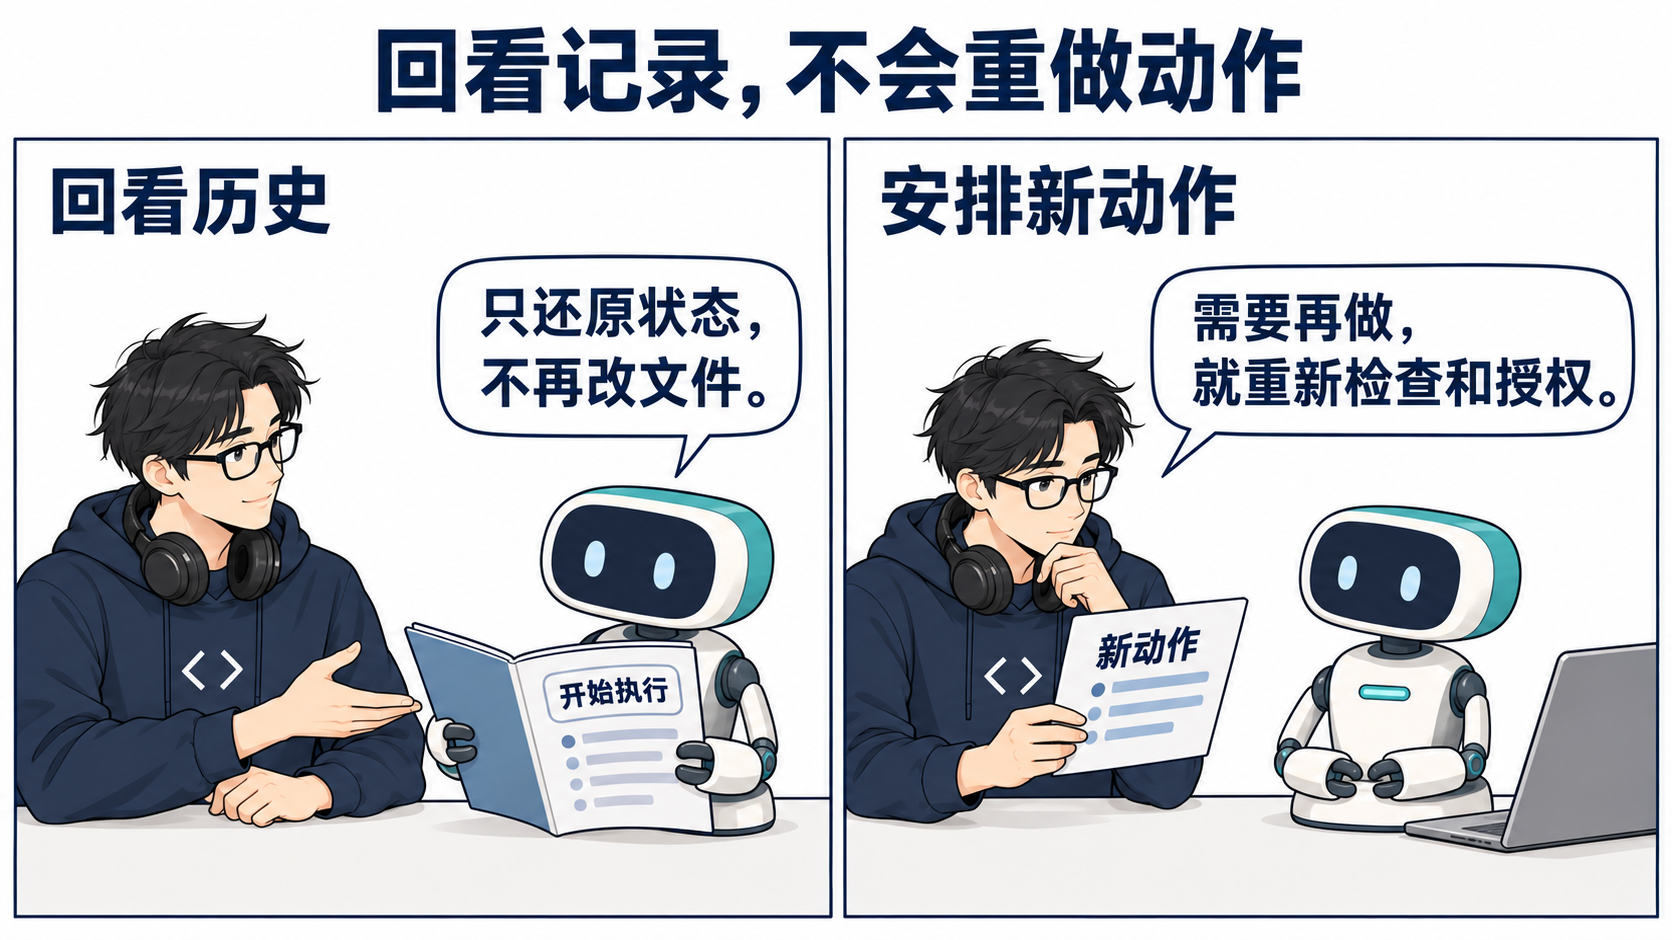 回看记录，不会重做动作
回看历史
只还原状态，
不再改文件。
开始执行
安排新动作
需要再做，
就重新检查和授权。
新动作